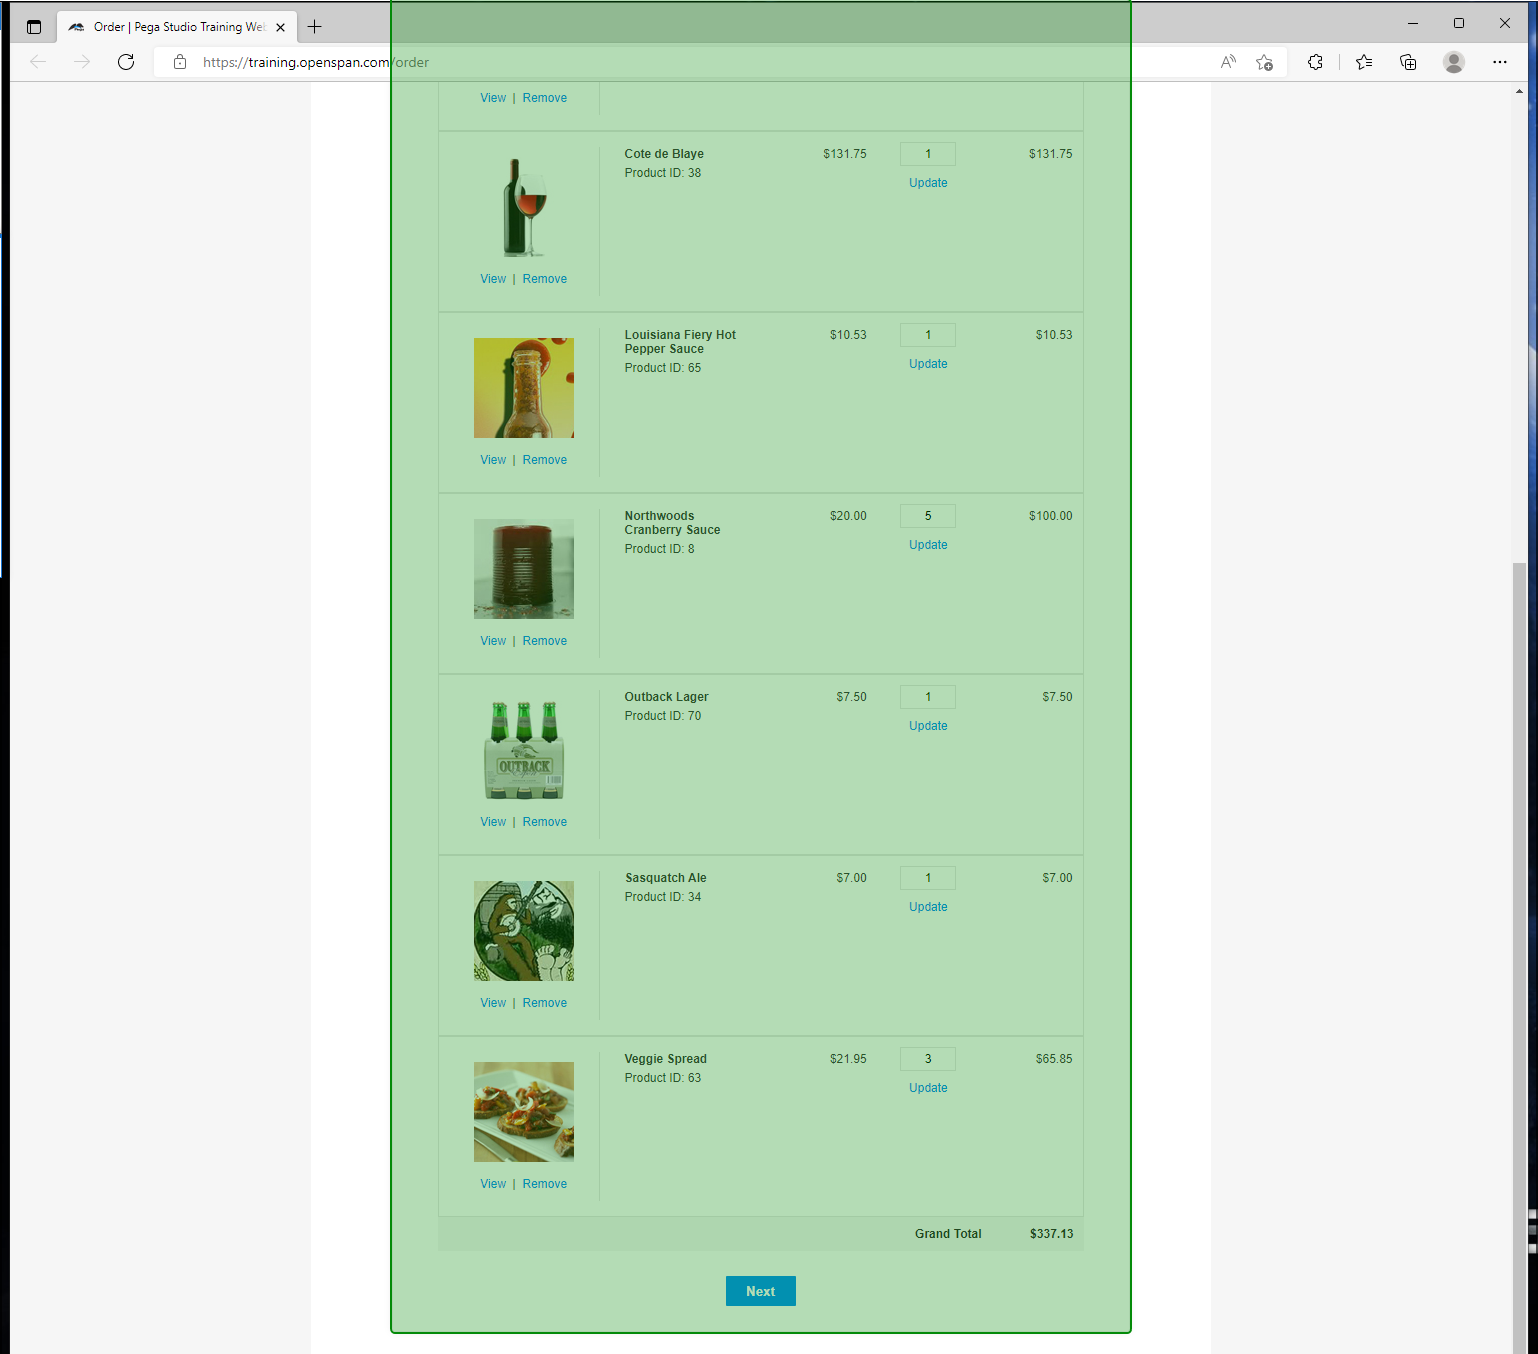 Order | Pega Studio Training Web
https://training.openspan.com/order
View | Remove
Cote de Blaye $131.75 1 $131.75
Product ID: 38
Update
View | Remove
Louisiana Fiery Hot $10.53 1 $10.53
Pepper Sauce
Product ID: 65 Update
View | Remove
Northwoods $20.00 5 $100.00
Cranberry Sauce
Product ID: 8 Update
View | Remove
Outback Lager $7.50 1 $7.50
Product ID: 70
Update
OUTBACK
View | Remove
Sasquatch Ale $7.00 1 $7.00
Product ID: 34
Update
View | Remove
Veggie Spread $21.95 3 $65.85
Product ID: 63
Update
View | Remove
Grand Total $337.13
Next